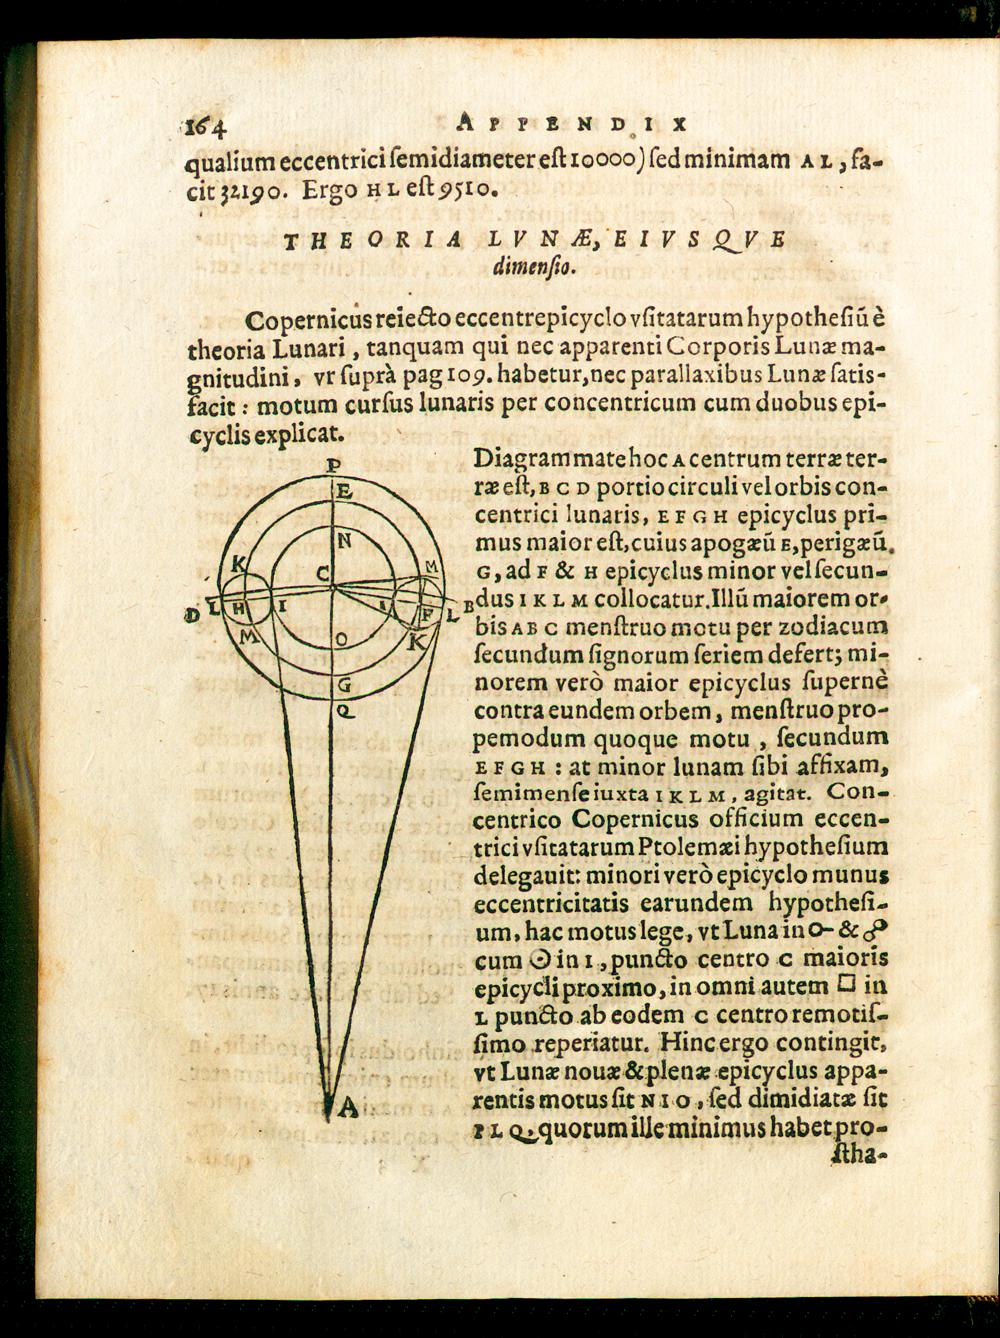 164 APPENDIX
qualium eccentrici ſemidiameter eſt 10000) ſed minimam A L, fa-
cit 32190. Ergo H L eſt 9510.
THEORIA LVNÆ, EIVSQVE
dimenſio.
Copernicus reiecto eccentrepicyclo vſitatarum hypotheſiū è
theoria Lunari, tanquam qui nec apparenti Corporis Lunæ ma-
gnitudini, vr ſuprà pag 109. habetur, nec parallaxibus Lunæ ſatis-
facit: motum curſus lunaris per concentricum cum duobus epi-
cyclis explicat.
P
E
N
C
K
M
D
L
H
I
I
F
L
B
M
K
O
G
Q
A
Diagrammate hoc A centrum terræ ter-
ræ eſt, B C D portio circuli vel orbis con-
centrici lunaris, E F G H epicyclus pri-
mus maior eſt, cuius apogæū E, perigæū
G, ad F & H epicyclus minor vel ſecun-
dus I K L M collocatur. Illū maiorem or-
bis A B C menſtruo motu per zodiacum
ſecundum ſignorum ſeriem defert; mi-
norem verò maior epicyclus ſupernè
contra eundem orbem, menſtruo pro-
pemodum quoque motu, ſecundum
E F G H: at minor lunam ſibi affixam,
ſemimenſe iuxta I K L M, agitat. Con-
centrico Copernicus officium eccen-
trici vſitatarum Ptolemæi hypotheſium
delegauit: minori verò epicyclo munus
eccentricitatis earundem hypotheſi-
um, hac motus lege, vt Luna in ☌ & ☍
cum ☉ in I, puncto centro C maioris
epicycli proximo, in omni autem □ in
L puncto ab eodem C centro remotiſ-
ſimo reperiatur. Hinc ergo contingit,
vt Lunæ nouæ & plenæ epicyclus appa-
rentis motus ſit N I O, ſed dimidiatæ ſit
P L Q, quorum ille minimus habet pro-
ſtha-